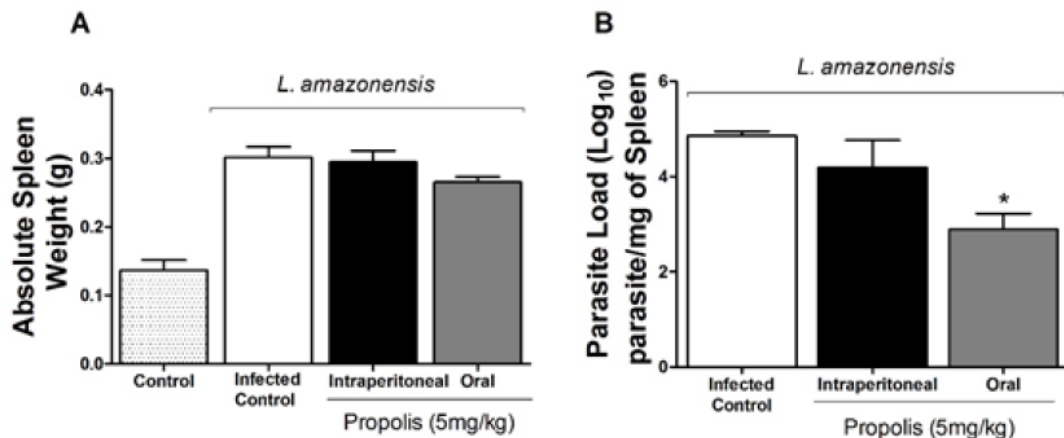 A
L. amazonensis
Absolute Spleen
Weight (g)
0.4
0.3
0.2
0.1
0.0
Control
Infected
Control
Intraperitoneal
Oral
Propolis (5mg/kg)
B
L. amazonensis
Parasite Load (Log10)
parasite/mg of Spleen
6
4
2
0
*
Infected
Control
Intraperitoneal
Oral
Propolis (5mg/kg)